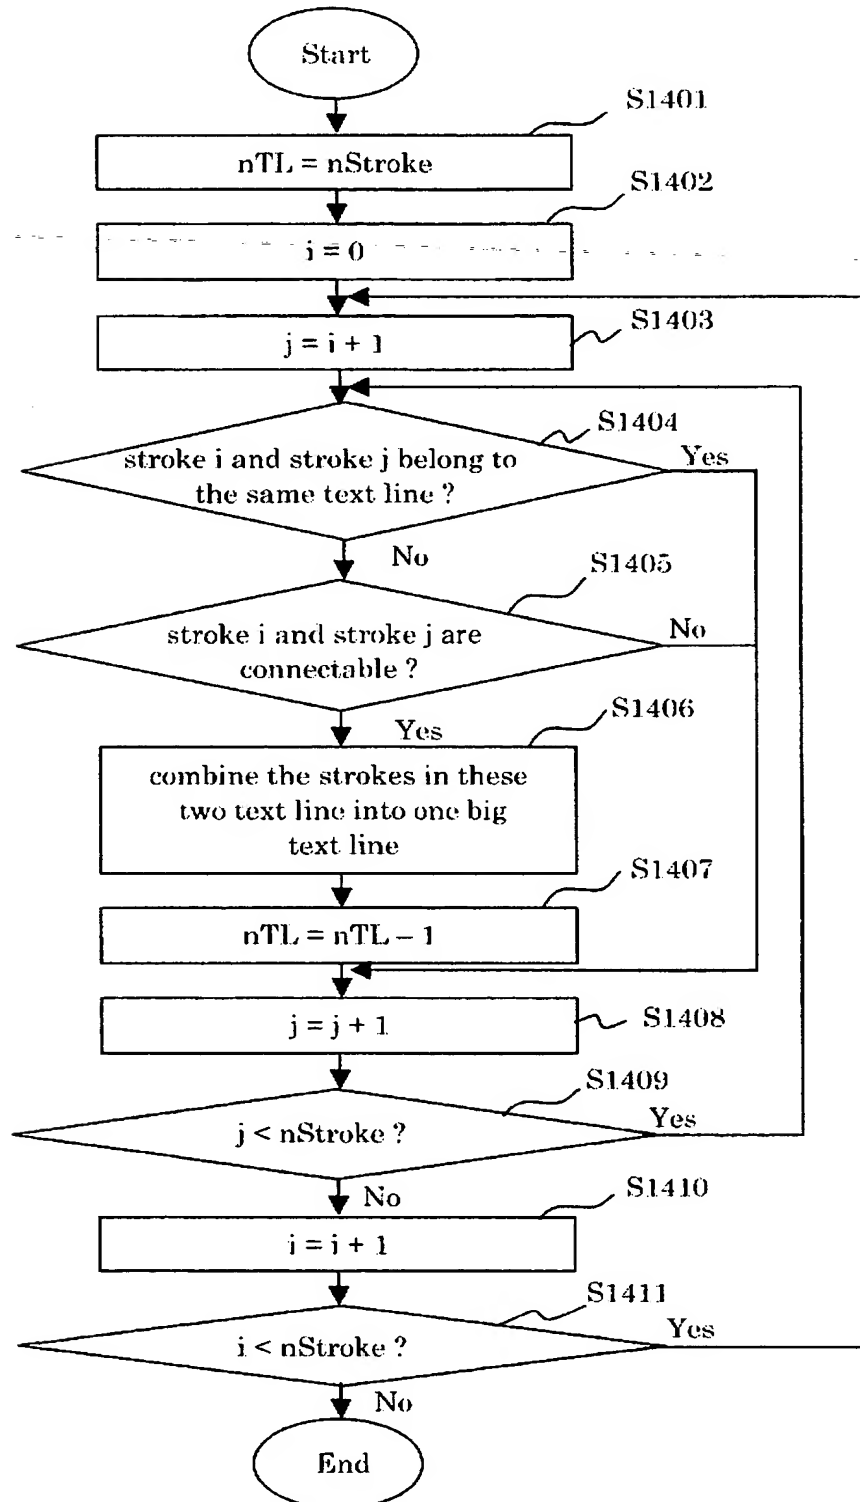 Start
S1401
nTL = nStroke
S1402
i = 0
S1403
j = i + 1
S1404
stroke i and stroke j belong to
the same text line ?
Yes
No
S1405
stroke i and stroke j are
connectable ?
No
Yes
S1406
combine the strokes in these
two text line into one big
text line
S1407
nTL = nTL – 1
j = j + 1
S1408
S1409
j < nStroke ?
Yes
No
S1410
i = i + 1
S1411
i < nStroke ?
Yes
No
End